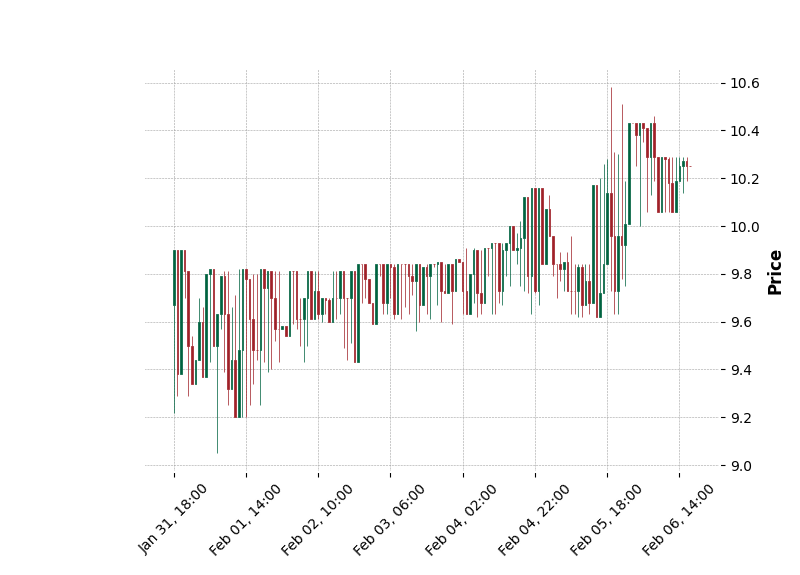 10.6
10.4
10.2
10.0
9.8
9.6
9.4
9.2
9.0
Price
Jan 31, 18:00
Feb 01, 14:00
Feb 02, 10:00
Feb 03, 06:00
Feb 04, 02:00
Feb 04, 22:00
Feb 05, 18:00
Feb 06, 14:00